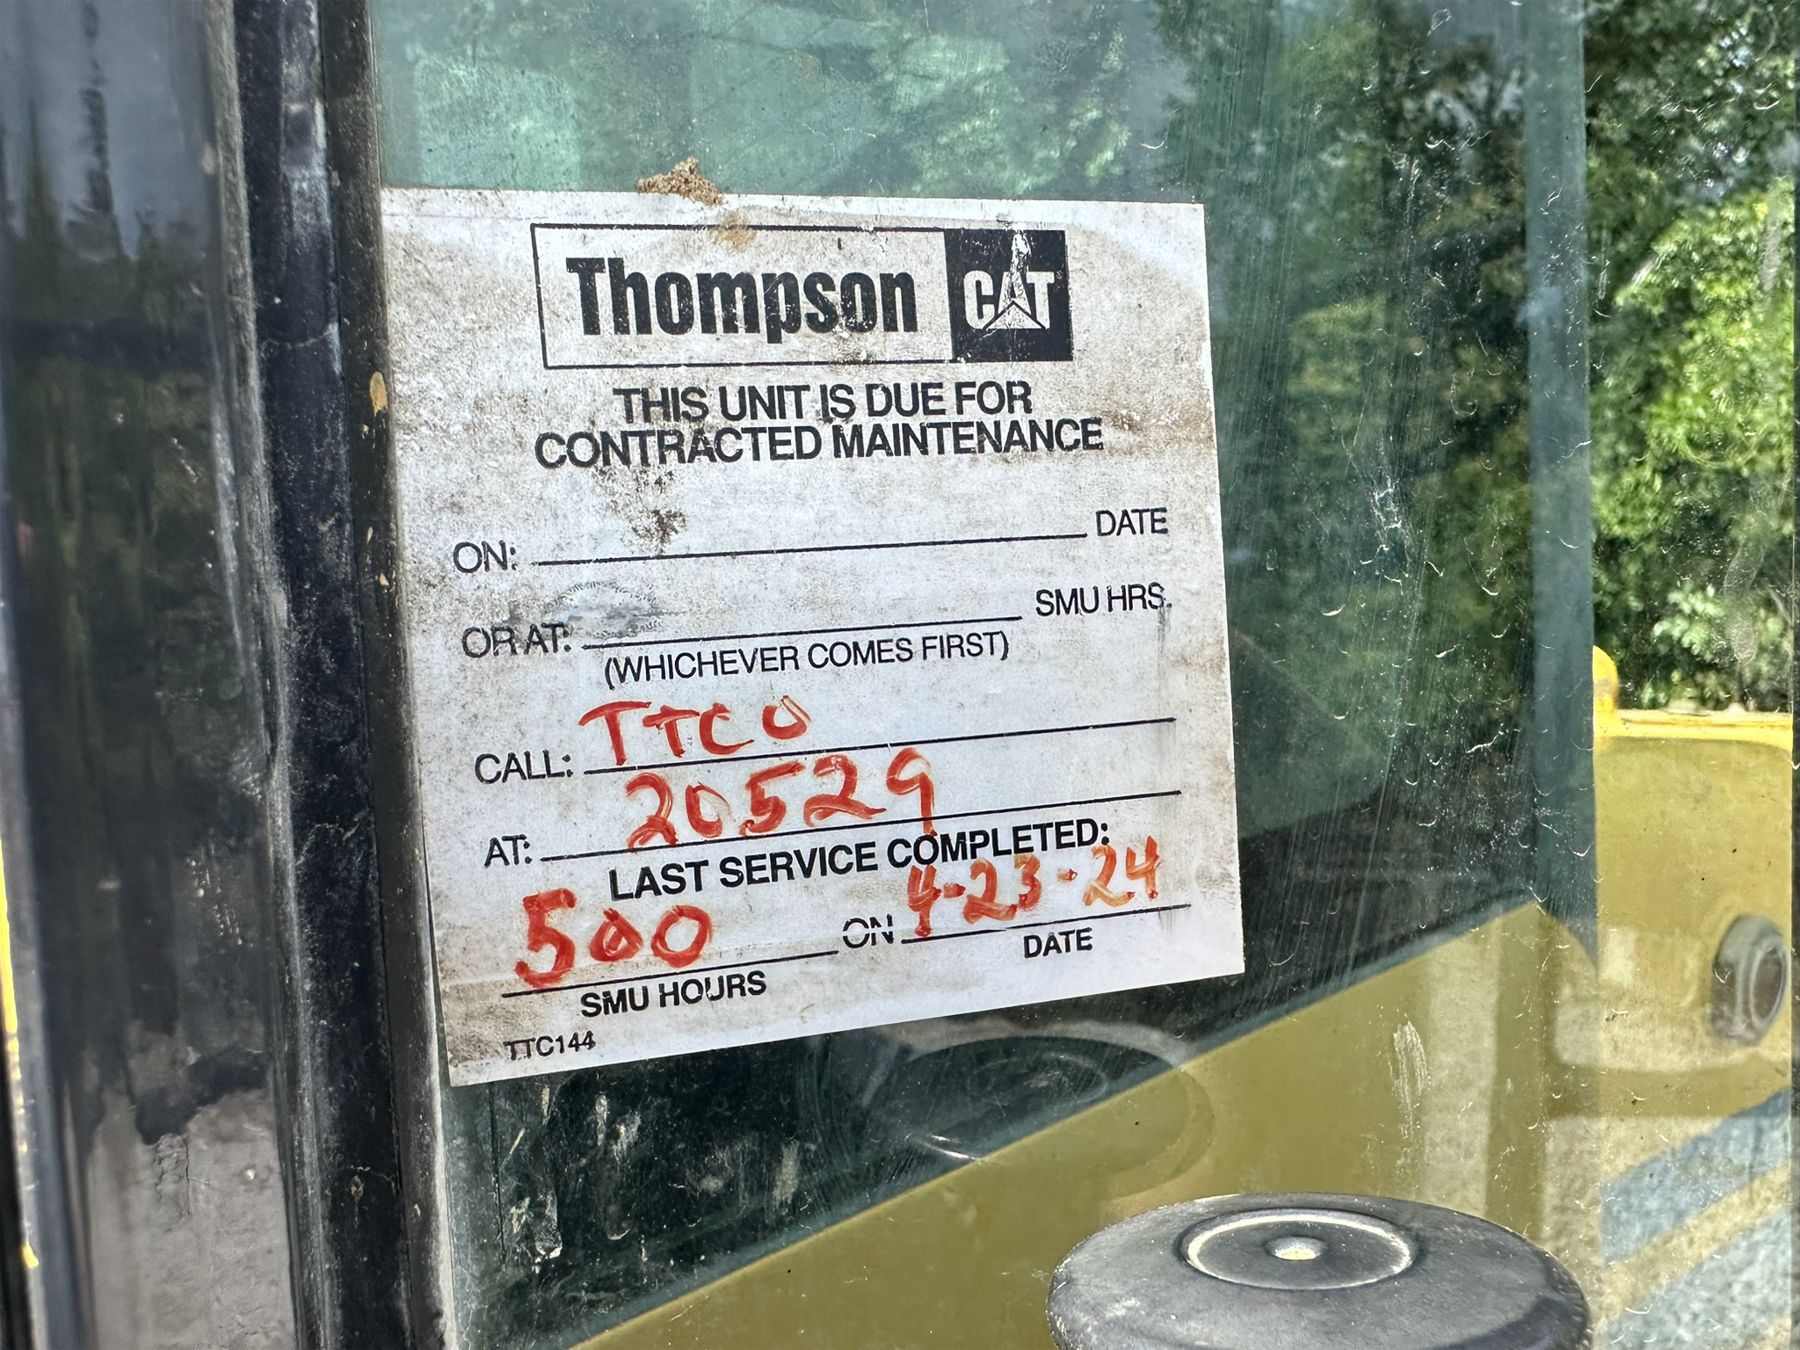 Thompson CAT
THIS UNIT IS DUE FOR
CONTRACTED MAINTENANCE
ON: DATE
OR AT: SMU HRS.
(WHICHEVER COMES FIRST)
CALL: TTCO
AT: 20529
LAST SERVICE COMPLETED:
500 ON 4-23-24
SMU HOURS DATE
TTC144